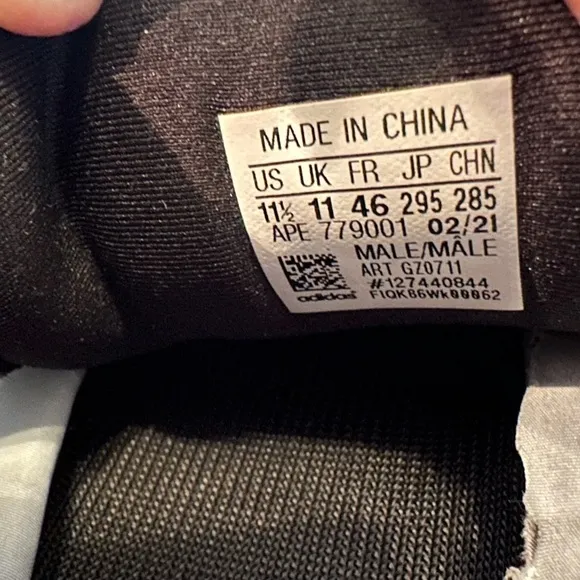 MADE IN CHINA
US UK FR JP CHN
11½ 11 46 295 285
APE 779001 02/21
MALE/MÂLE
ART GZ0711
#127440844
adidas F1QK86Wk00062